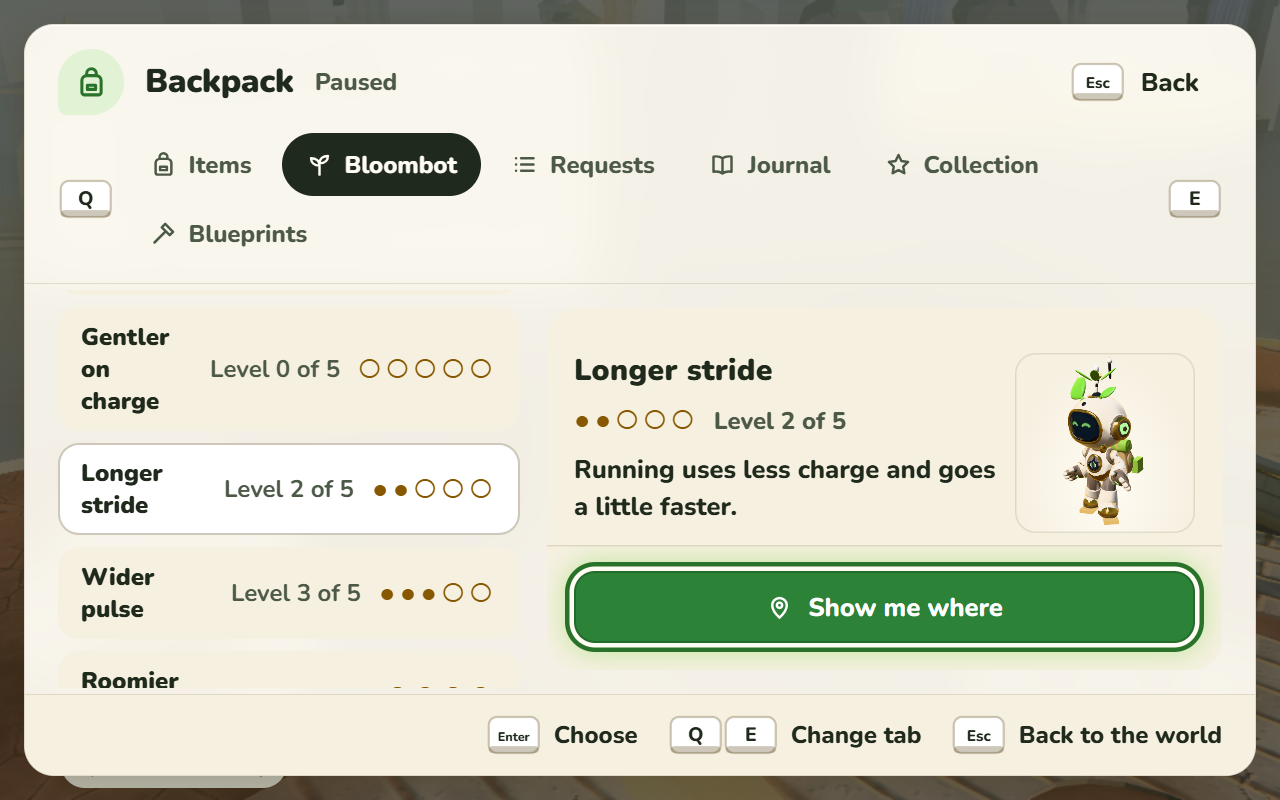 Backpack Paused
Esc Back
Items Bloombot Requests Journal Collection
Q
E
Blueprints
Gentler
on
charge
Level 0 of 5
Longer
stride
Level 2 of 5
Wider
pulse
Level 3 of 5
Roomier
Longer stride
Level 2 of 5
Running uses less charge and goes
a little faster.
Show me where
Enter Choose Q E Change tab Esc Back to the world